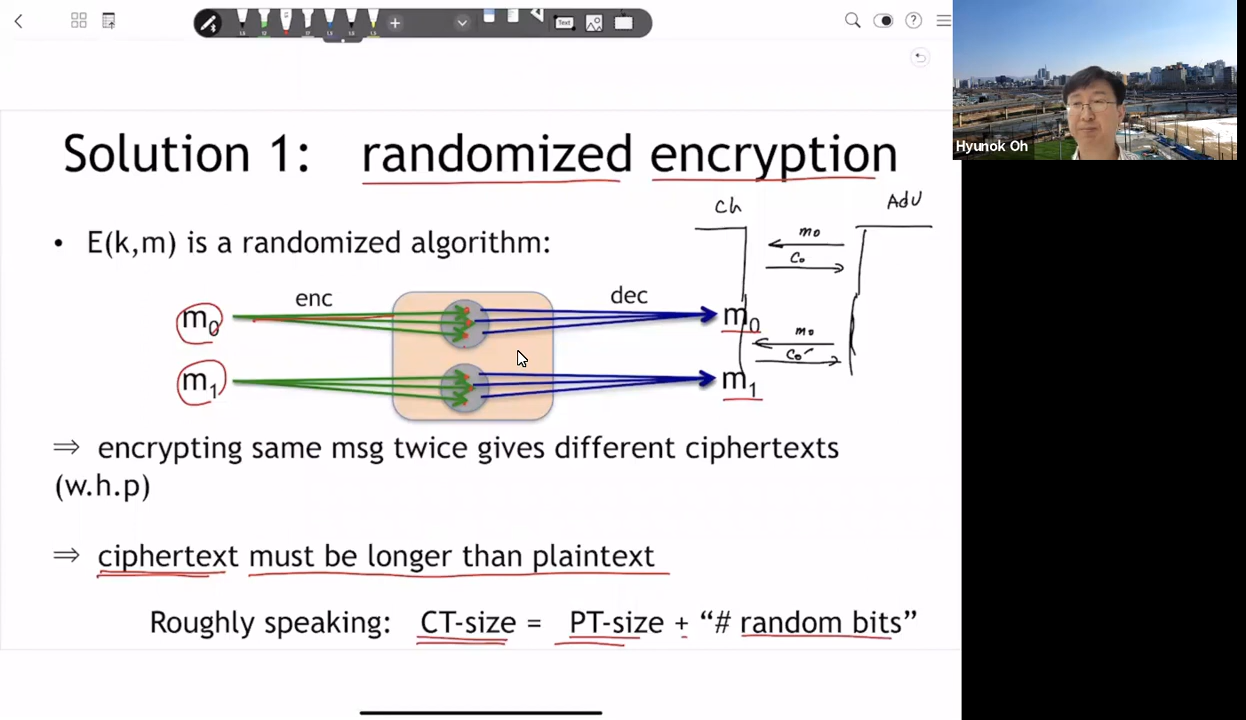 Text
Hyunok Oh
Solution 1: randomized encryption
Ch
Adv
m0
C0
• E(k,m) is a randomized algorithm:
enc
dec
m0
m0
m0
C0'
m1
m1
⇒ encrypting same msg twice gives different ciphertexts
(w.h.p)
⇒ ciphertext must be longer than plaintext
Roughly speaking: CT-size = PT-size + “# random bits”